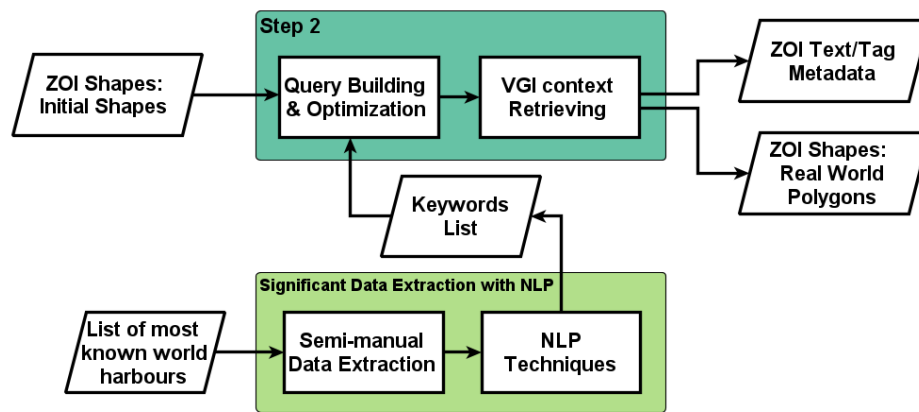 Step 2
ZOI Shapes:
Initial Shapes
Query Building
& Optimization
VGI context
Retrieving
ZOI Text/Tag
Metadata
ZOI Shapes:
Real World
Polygons
Keywords
List
Significant Data Extraction with NLP
List of most
known world
harbours
Semi-manual
Data Extraction
NLP
Techniques